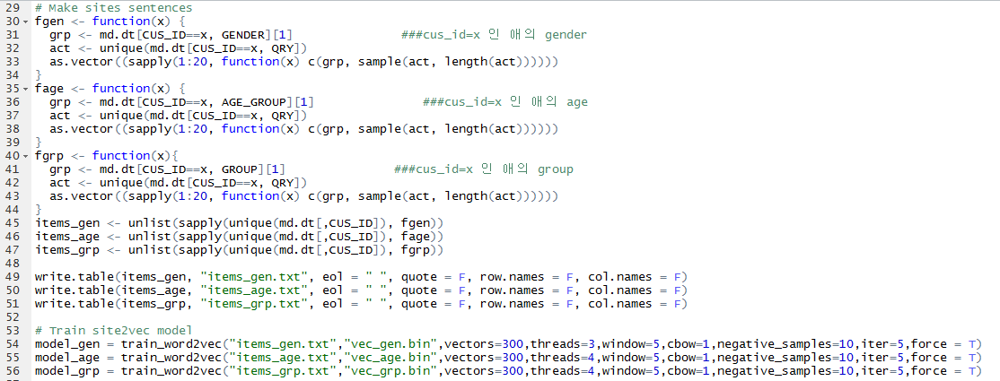 29 # Make sites sentences
30 fgen <- function(x) {
31   grp <- md.dt[CUS_ID==x, GENDER][1]               ###cus_id=x 인 애의 gender
32   act <- unique(md.dt[CUS_ID==x, QRY])
33   as.vector((sapply(1:20, function(x) c(grp, sample(act, length(act))))))
34 }
35 fage <- function(x) {
36   grp <- md.dt[CUS_ID==x, AGE_GROUP][1]               ###cus_id=x 인 애의 age
37   act <- unique(md.dt[CUS_ID==x, QRY])
38   as.vector((sapply(1:20, function(x) c(grp, sample(act, length(act))))))
39 }
40 fgrp <- function(x){
41   grp <- md.dt[CUS_ID==x, GROUP][1]               ###cus_id=x 인 애의 group
42   act <- unique(md.dt[CUS_ID==x, QRY])
43   as.vector((sapply(1:20, function(x) c(grp, sample(act, length(act))))))
44 }
45 items_gen <- unlist(sapply(unique(md.dt[,CUS_ID]), fgen))
46 items_age <- unlist(sapply(unique(md.dt[,CUS_ID]), fage))
47 items_grp <- unlist(sapply(unique(md.dt[,CUS_ID]), fgrp))
48
49 write.table(items_gen, "items_gen.txt", eol = " ", quote = F, row.names = F, col.names = F)
50 write.table(items_age, "items_age.txt", eol = " ", quote = F, row.names = F, col.names = F)
51 write.table(items_grp, "items_grp.txt", eol = " ", quote = F, row.names = F, col.names = F)
52
53 # Train site2vec model
54 model_gen = train_word2vec("items_gen.txt","vec_gen.bin",vectors=300,threads=3,window=5,cbow=1,negative_samples=10,iter=5,force = T)
55 model_age = train_word2vec("items_age.txt","vec_age.bin",vectors=300,threads=4,window=5,cbow=1,negative_samples=10,iter=5,force = T)
56 model_grp = train_word2vec("items_grp.txt","vec_grp.bin",vectors=300,threads=4,window=5,cbow=1,negative_samples=10,iter=5,force = T)